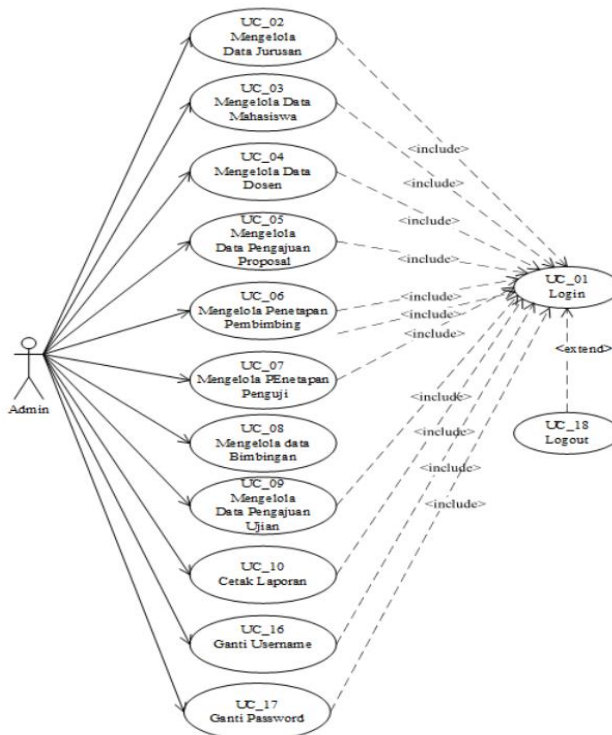 UC_02
Mengelola
Data Jurusan
UC_03
Mengelola Data
Mahasiswa
UC_04
Mengelola Data
Dosen
UC_05
Mengelola
Data Pengajuan
Proposal
UC_06
Mengelola Penetapan
Pembimbing
UC_07
Mengelola PEnetapan
Penguji
UC_08
Mengelola data
Bimbingan
UC_09
Mengelola
Data Pengajuan
Ujian
UC_10
Cetak Laporan
UC_16
Ganti Username
UC_17
Ganti Password
Admin
<include>
<include>
<include>
<include>
<include>
<include>
<include>
<include>
<include>
<include>
<include>
UC_01
Login
<extend>
UC_18
Logout